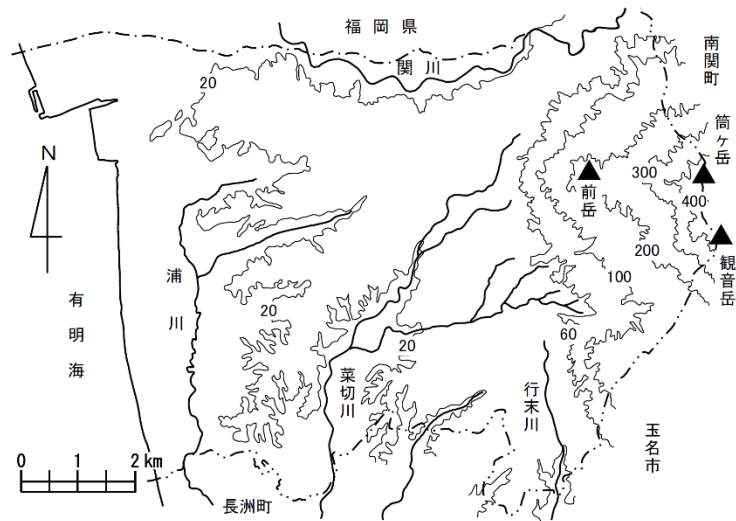 福岡県
関川
南関町
20
筒ヶ岳
N
300
前岳
400
200
観音岳
浦川
有明海
100
20
60
20
菜切川
行末川
玉名市
0 1 2 km
長洲町